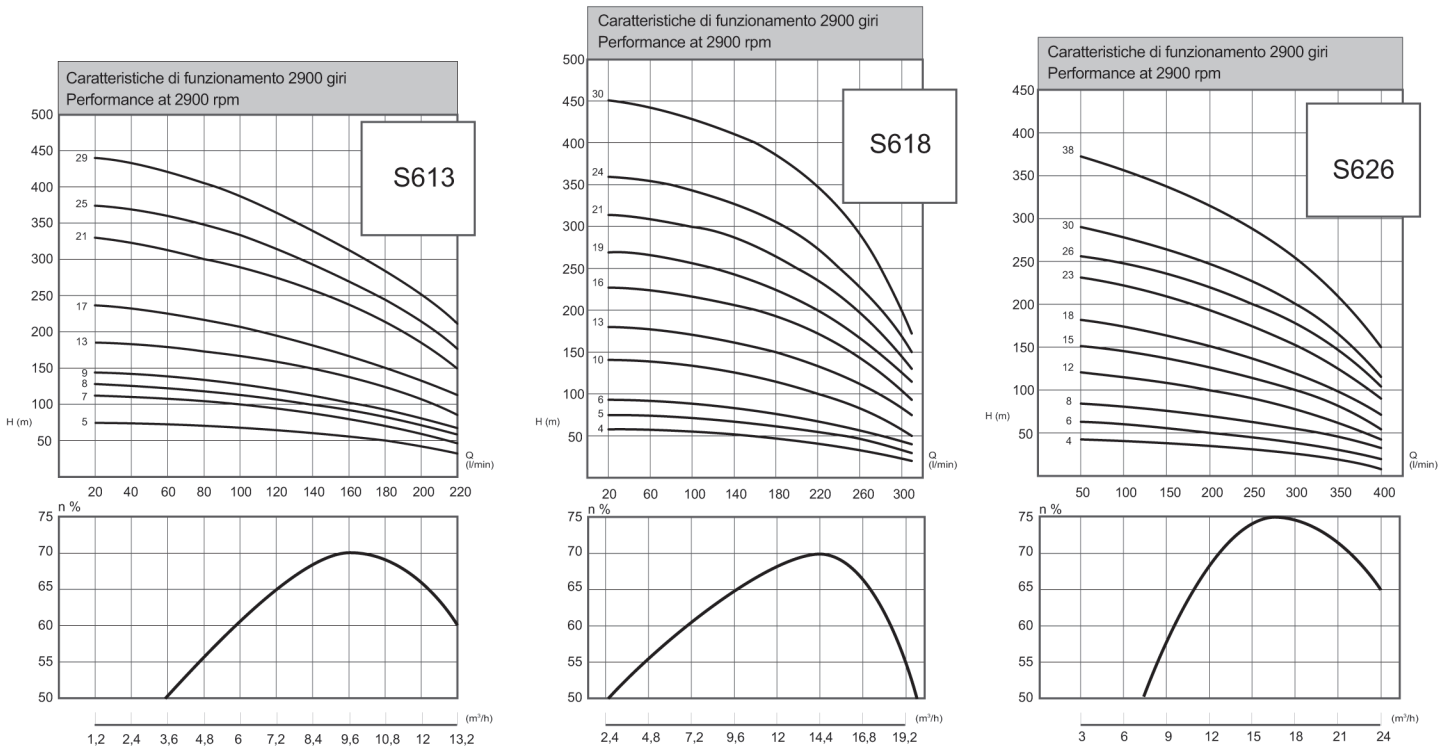 Caratteristiche di funzionamento 2900 giri
Performance at 2900 rpm
S613
500
450
400
350
300
250
200
150
100
50
H (m)
29
25
21
17
13
9
8
7
5
Q
(l/min)
20 40 60 80 100 120 140 160 180 200 220
n %
75
70
65
60
55
50
(m³/h)
1,2 2,4 3,6 4,8 6 7,2 8,4 9,6 10,8 12 13,2
Caratteristiche di funzionamento 2900 giri
Performance at 2900 rpm
S618
500
450
400
350
300
250
200
150
100
50
H (m)
30
24
21
19
16
13
10
6
5
4
20 60 100 140 180 220 260 300
Q
(l/min)
n %
75
70
65
60
55
50
(m³/h)
2,4 4,8 7,2 9,6 12 14,4 16,8 19,2
Caratteristiche di funzionamento 2900 giri
Performance at 2900 rpm
S626
450
400
350
300
250
200
150
100
50
H (m)
38
30
26
23
18
15
12
8
6
4
Q
(l/min)
50 100 150 200 250 300 350 400
n %
75
70
65
60
55
50
(m³/h)
3 6 9 12 15 18 21 24